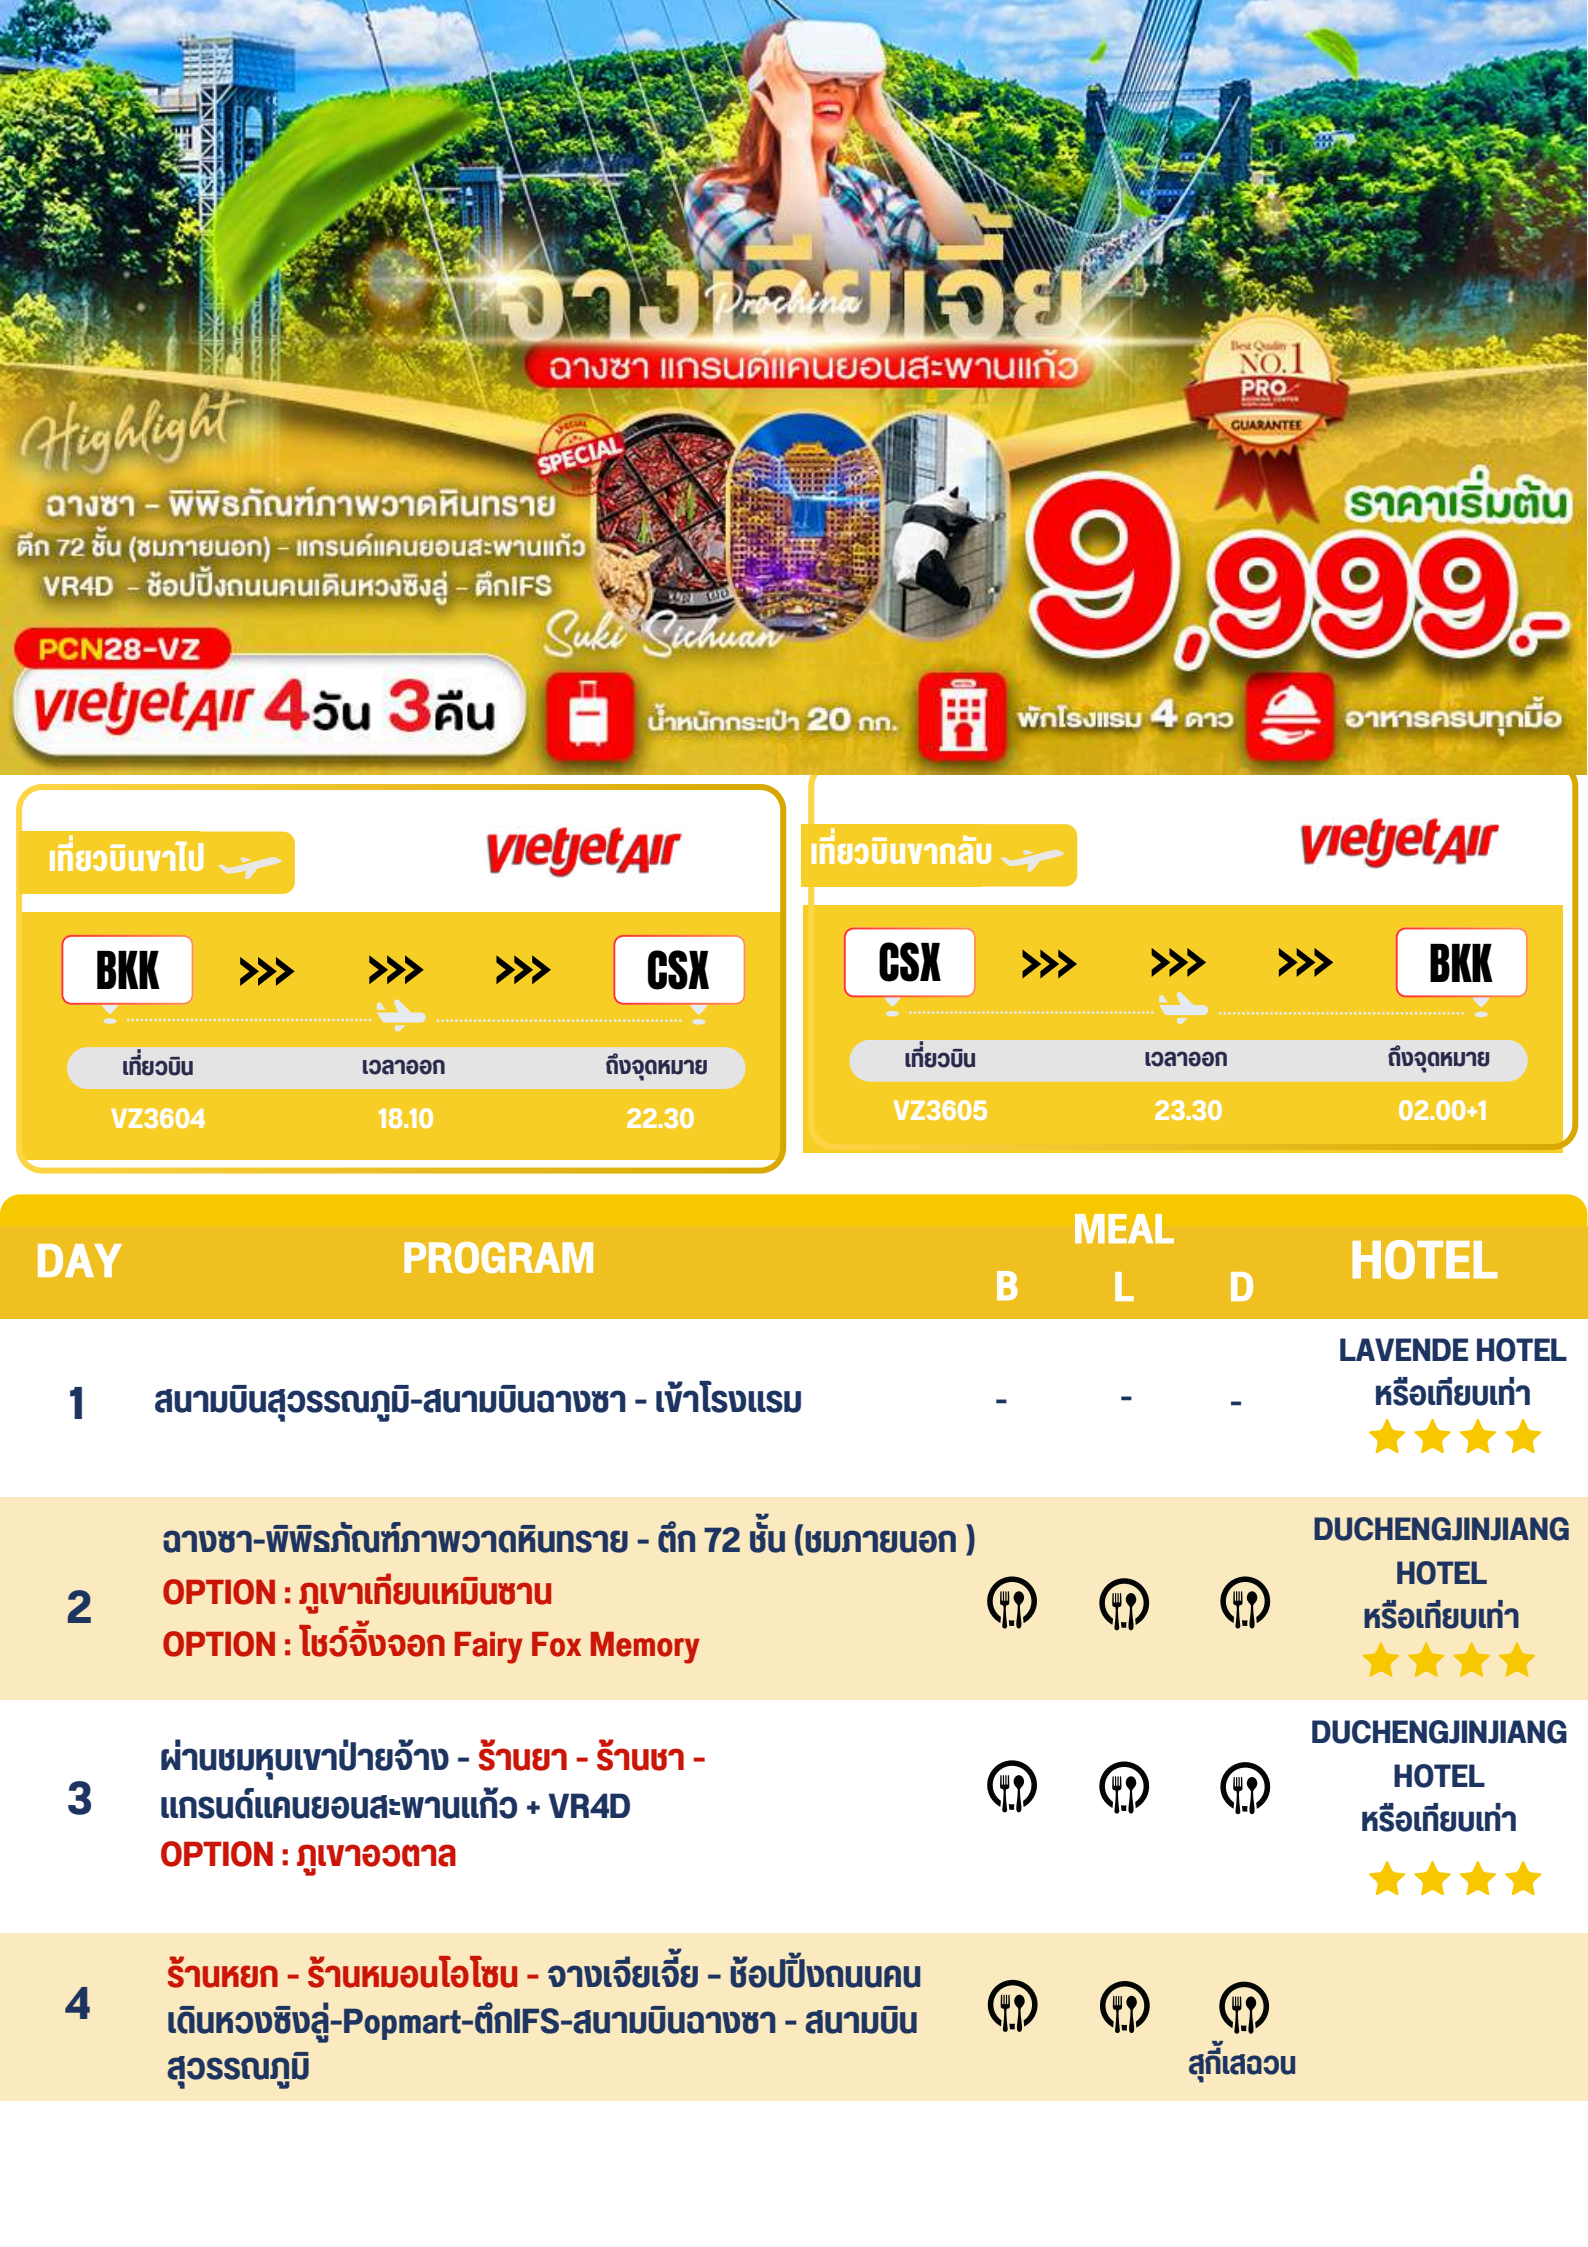 จางเจียเจี้ย
Prochina
ฉางซา แกรนด์แคนยอนสะพานแก้ว
Best Quality
NO.1
PRO
BOOKING CENTER
GUARANTEE
Highlight
SPECIAL
SPECIAL
ฉางซา - พิพิธภัณฑ์ภาพวาดหินทราย
ตึก 72 ชั้น (ชมภายนอก) - แกรนด์แคนยอนสะพานแก้ว
VR4D - ช้อปปิ้งถนนคนเดินหวงซิงลู่ - ตึกIFS
Suki Sichuan
ราคาเริ่มต้น
9,999.-
PCN28-VZ
vietjetAir 4วัน 3คืน
น้ำหนักกระเป๋า 20 กก.
HOTEL
พักโรงแรม 4 ดาว
อาหารครบทุกมื้อ
เที่ยวบินขาไป
vietjetAir
BKK >>> >>> >>> CSX
เที่ยวบิน เวลาออก ถึงจุดหมาย
VZ3604 18.10 22.30
เที่ยวบินขากลับ
vietjetAir
CSX >>> >>> >>> BKK
เที่ยวบิน เวลาออก ถึงจุดหมาย
VZ3605 23.30 02.00+1
DAY PROGRAM MEAL HOTEL
B L D
1 สนามบินสุวรรณภูมิ-สนามบินฉางซา - เข้าโรงแรม - - -
LAVENDE HOTEL
หรือเทียบเท่า
2
ฉางซา-พิพิธภัณฑ์ภาพวาดหินทราย - ตึก 72 ชั้น (ชมภายนอก )
OPTION : ภูเขาเทียนเหมินซาน
OPTION : โชว์จิ้งจอก Fairy Fox Memory
DUCHENGJINJIANG
HOTEL
หรือเทียบเท่า
3
ผ่านชมหุบเขาป่ายจ้าง - ร้านยา - ร้านชา -
แกรนด์แคนยอนสะพานแก้ว + VR4D
OPTION : ภูเขาอวตาล
DUCHENGJINJIANG
HOTEL
หรือเทียบเท่า
4
ร้านหยก - ร้านหมอนโอโซน - จางเจียเจี้ย - ช้อปปิ้งถนนคน
เดินหวงซิงลู่-Popmart-ตึกIFS-สนามบินฉางซา - สนามบิน
สุวรรณภูมิ
สุกี้เสฉวน